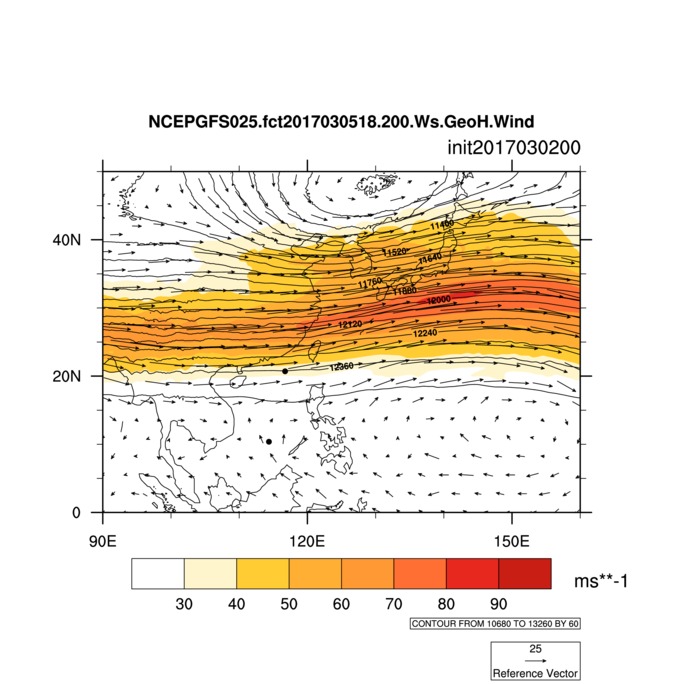 NCEPGFS025.fct2017030518.200.Ws.GeoH.Wind
init2017030200
40N
20N
0
90E 120E 150E
11400
11520
11640
11760
11880
12000
12120
12240
12360
30 40 50 60 70 80 90
ms**-1
CONTOUR FROM 10680 TO 13260 BY 60
25
Reference Vector